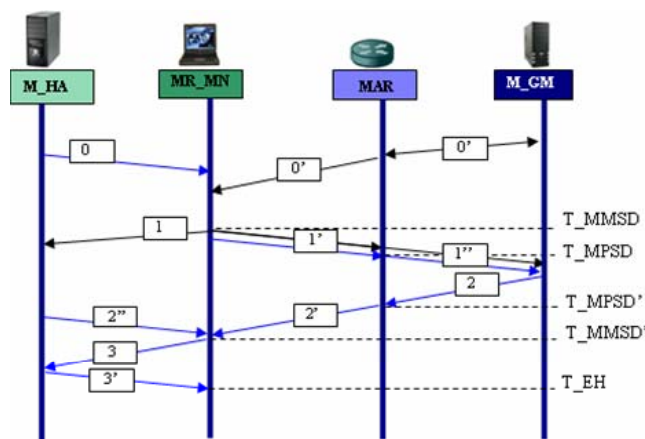 M_HA
MR_MN
MAR
M_GM
0
0'
0'
1
1'
1''
T_MMSD
T_MPSD
2
2''
2'
T_MPSD'
T_MMSD'
3
3'
T_EH